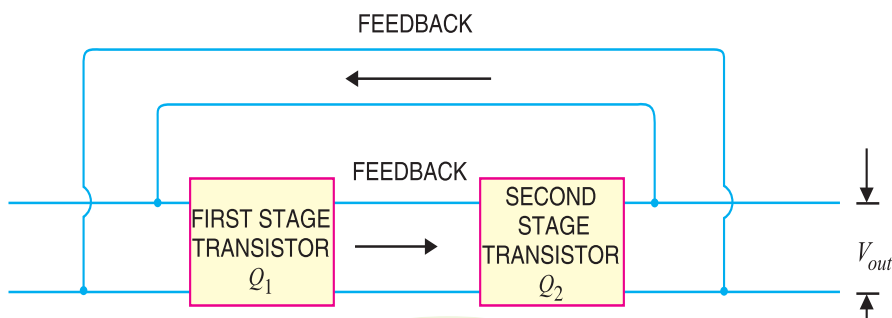 FEEDBACK
FEEDBACK
FIRST STAGE
TRANSISTOR
Q1
SECOND
STAGE
TRANSISTOR
Q2
Vout